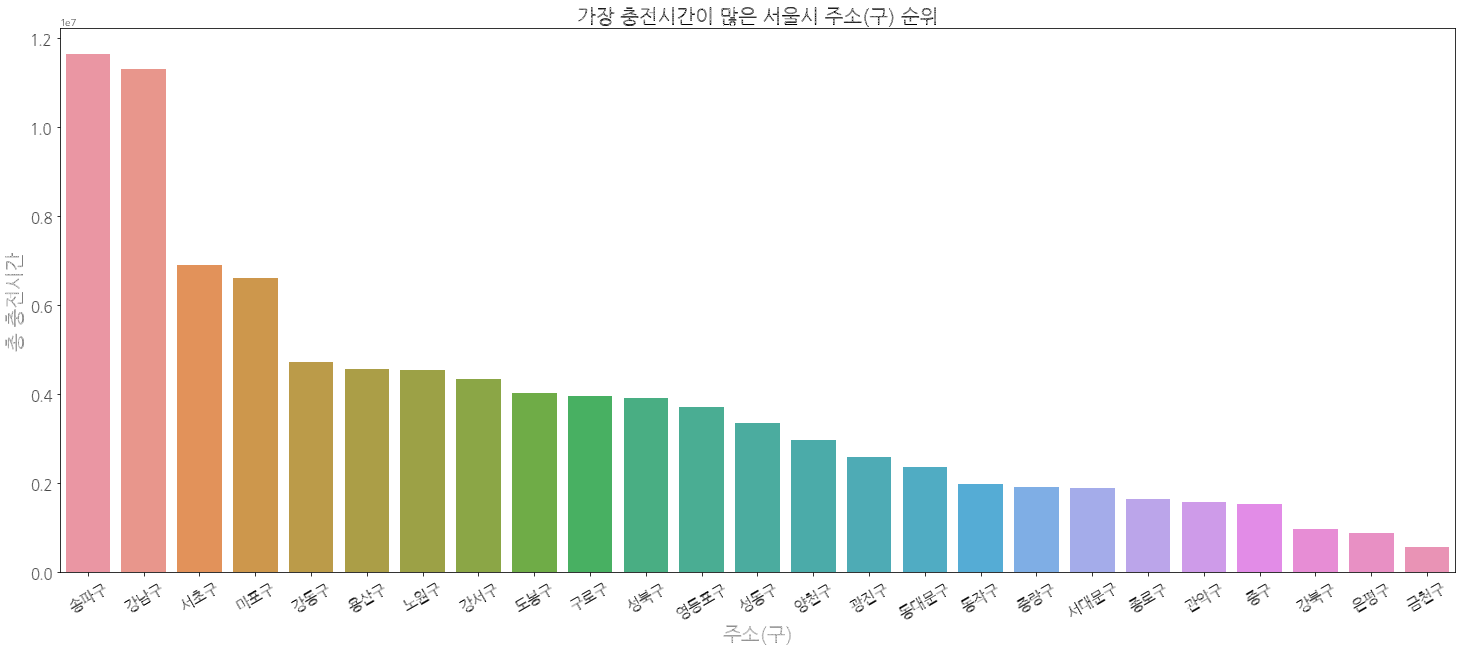 가장 충전시간이 많은 서울시 주소(구) 순위
1e7
1.2
1.0
0.8
0.6
0.4
0.2
0.0
총 충전시간
송파구
강남구
서초구
마포구
강동구
용산구
노원구
강서구
도봉구
구로구
성북구
영등포구
성동구
양천구
광진구
동대문구
동작구
중랑구
서대문구
종로구
관악구
중구
강북구
은평구
금천구
주소(구)